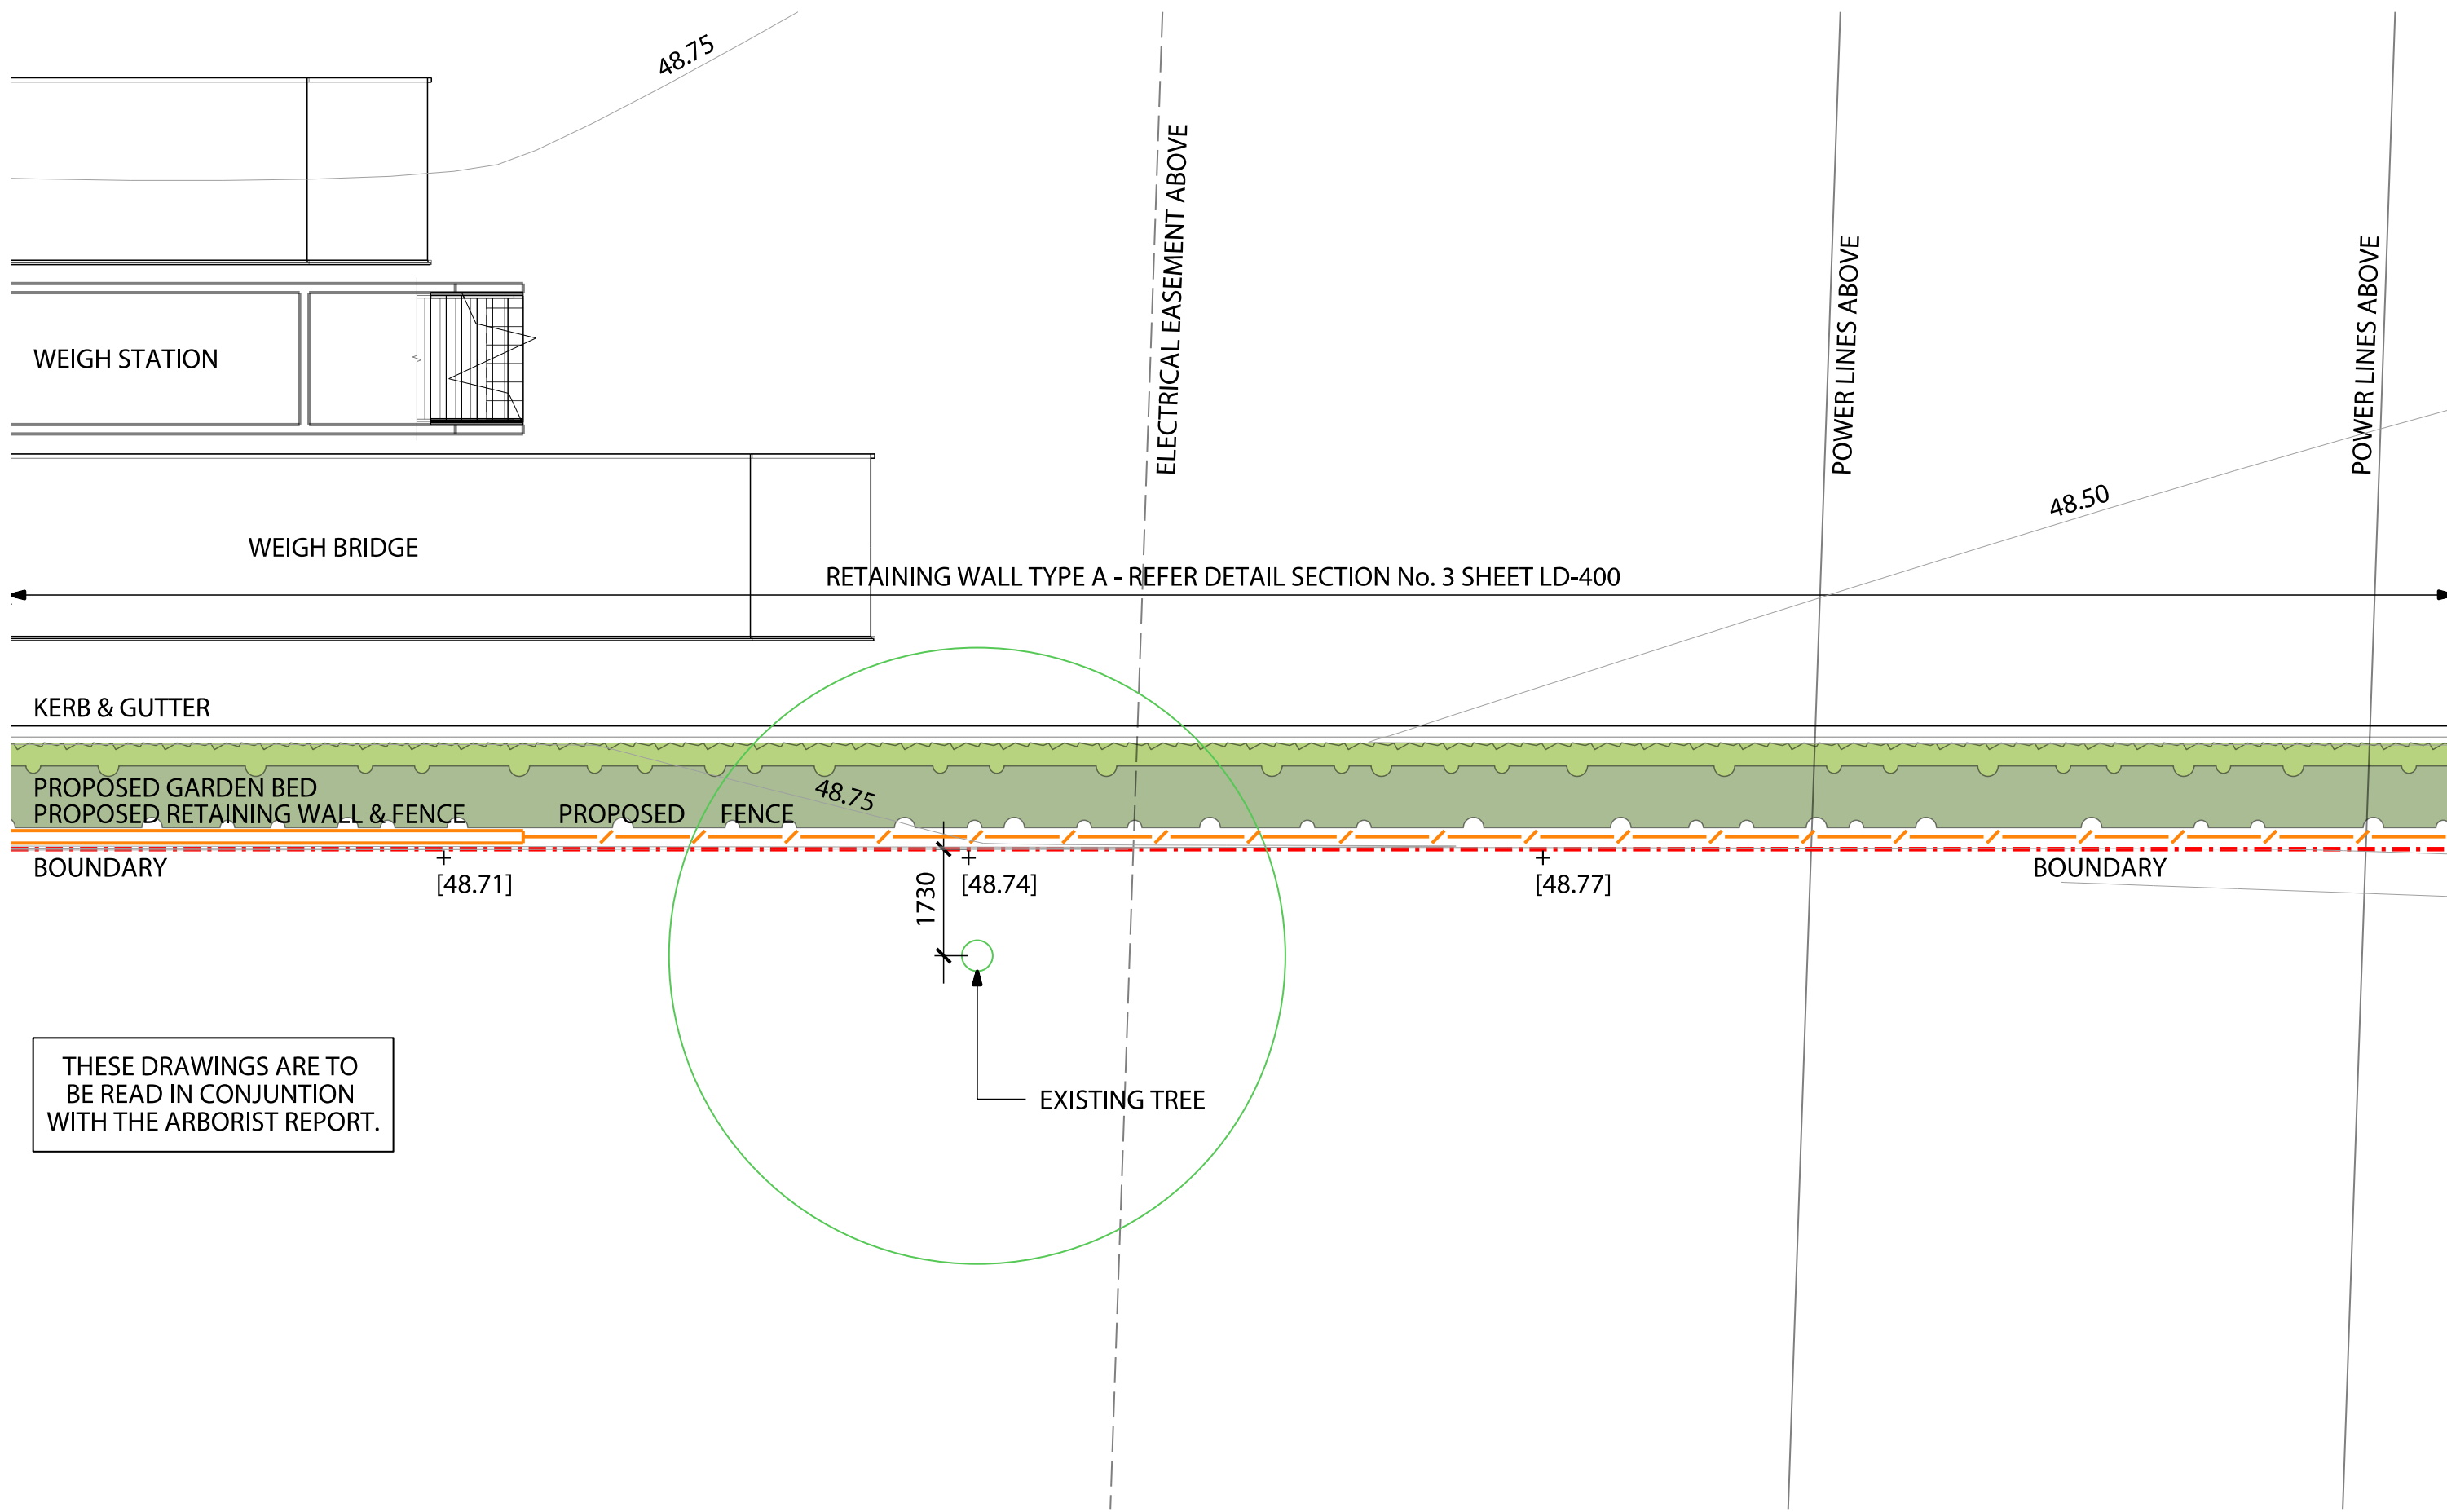 48.75
ELECTRICAL EASEMENT ABOVE
POWER LINES ABOVE
POWER LINES ABOVE
WEIGH STATION
48.50
WEIGH BRIDGE
RETAINING WALL TYPE A - REFER DETAIL SECTION No. 3 SHEET LD-400
KERB & GUTTER
PROPOSED GARDEN BED
48.75
PROPOSED RETAINING WALL & FENCE
PROPOSED FENCE
BOUNDARY
BOUNDARY
[48.71]
[48.74]
[48.77]
1730
THESE DRAWINGS ARE TO
BE READ IN CONJUNTION
WITH THE ARBORIST REPORT.
EXISTING TREE